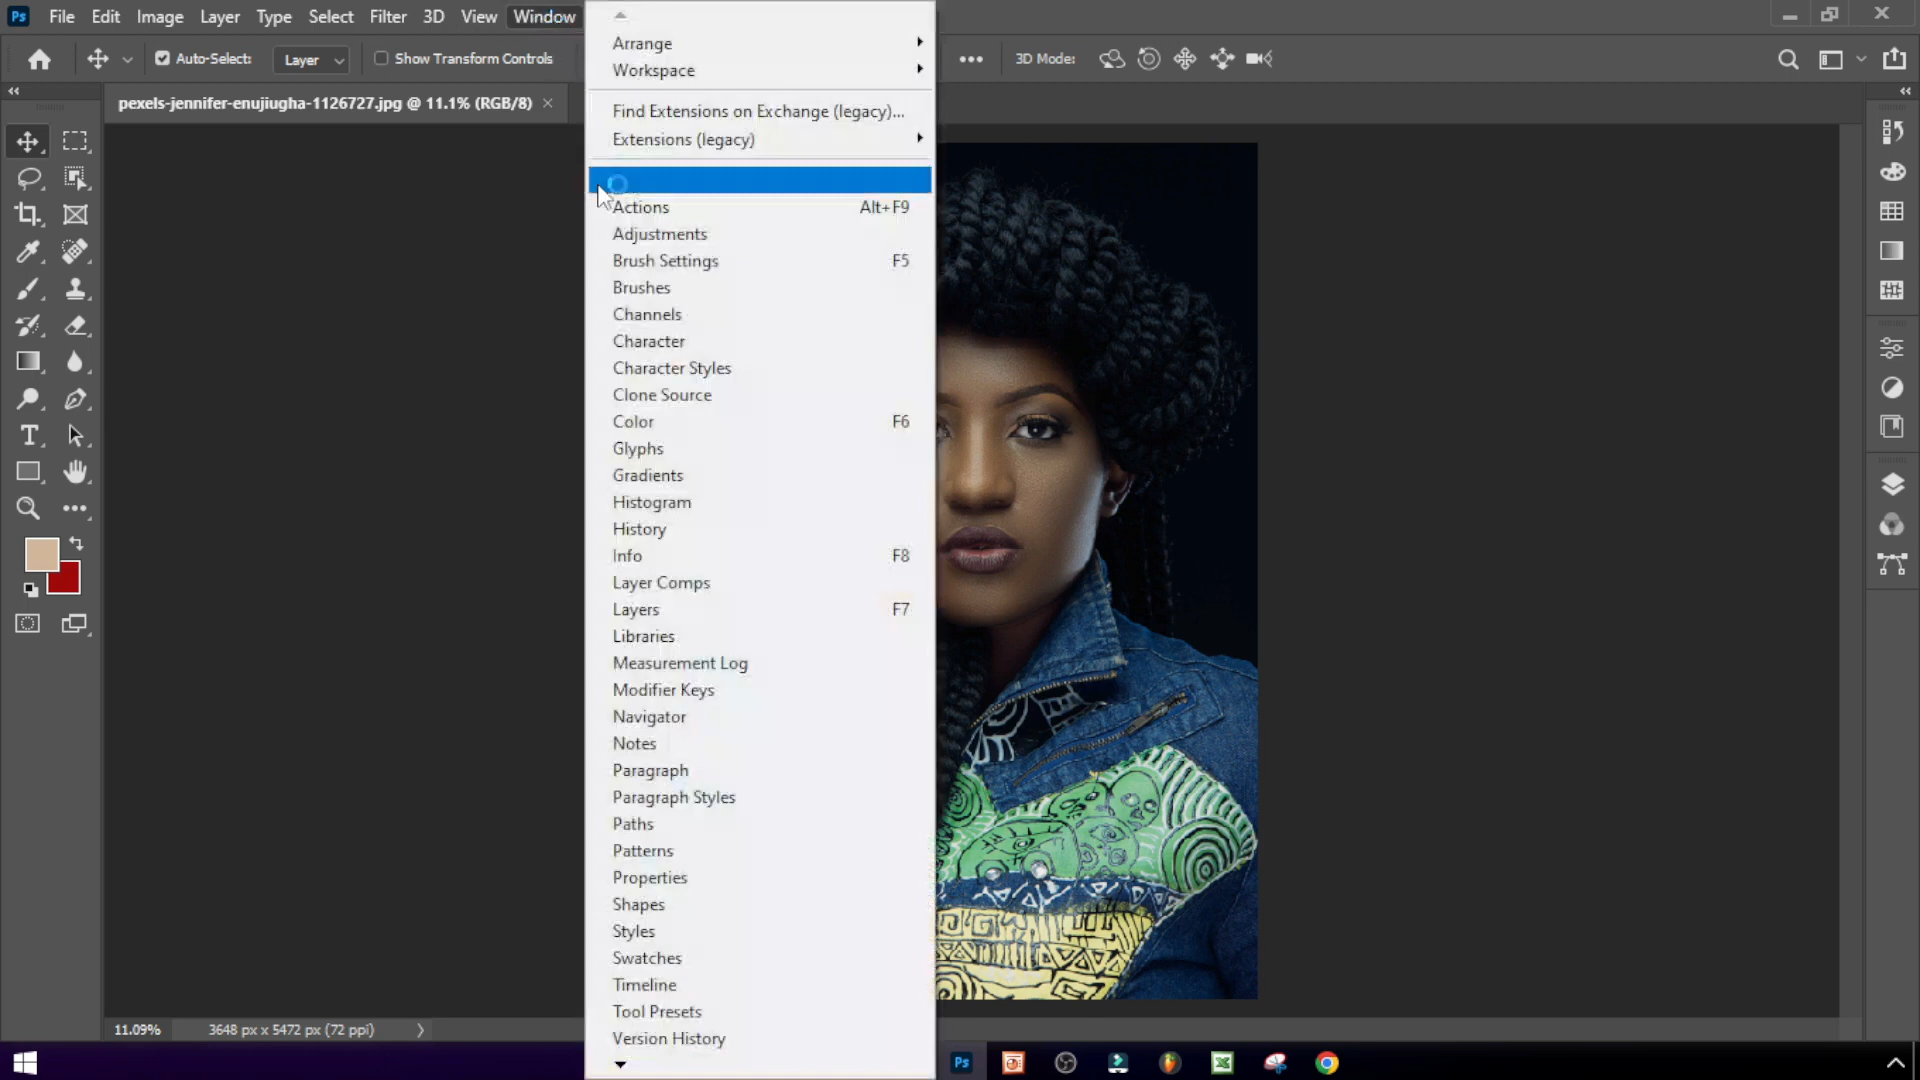 Ps File Edit Image Layer Type Select Filter 3D View Window
Auto-Select: Layer Show Transform Controls 3D Mode:
pexels-jennifer-enujiugha-1126727.jpg @ 11.1% (RGB/8)
Arrange
Workspace
Find Extensions on Exchange (legacy)...
Extensions (legacy)
Actions Alt+F9
Adjustments
Brush Settings F5
Brushes
Channels
Character
Character Styles
Clone Source
Color F6
Glyphs
Gradients
Histogram
History
Info F8
Layer Comps
Layers F7
Libraries
Measurement Log
Modifier Keys
Navigator
Notes
Paragraph
Paragraph Styles
Paths
Patterns
Properties
Shapes
Styles
Swatches
Timeline
Tool Presets
Version History
11.09% 3648 px x 5472 px (72 ppi)
Ps